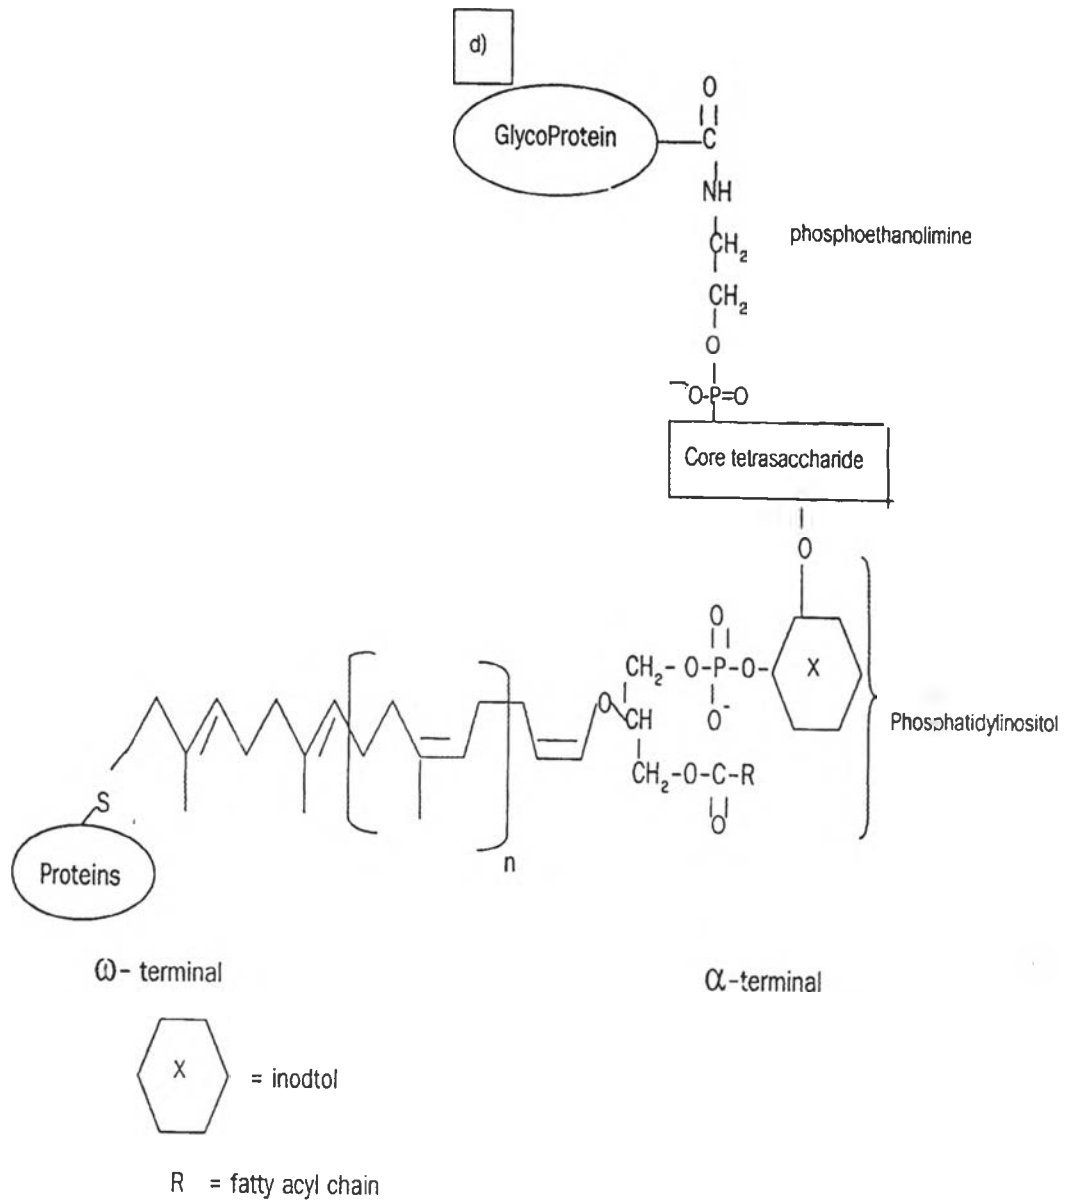 d)
GlycoProtein
O
C
NH
CH2
phosphoethanolimine
CH2
O
⁻O-P=O
Core tetrasaccharide
O
O
CH2- O-P-O-
X
O
CH
O-
Phosphatidylinositol
CH2-O-C-R
O
S
Proteins
n
ω- terminal
α-terminal
X
= inodtol
R = fatty acyl chain